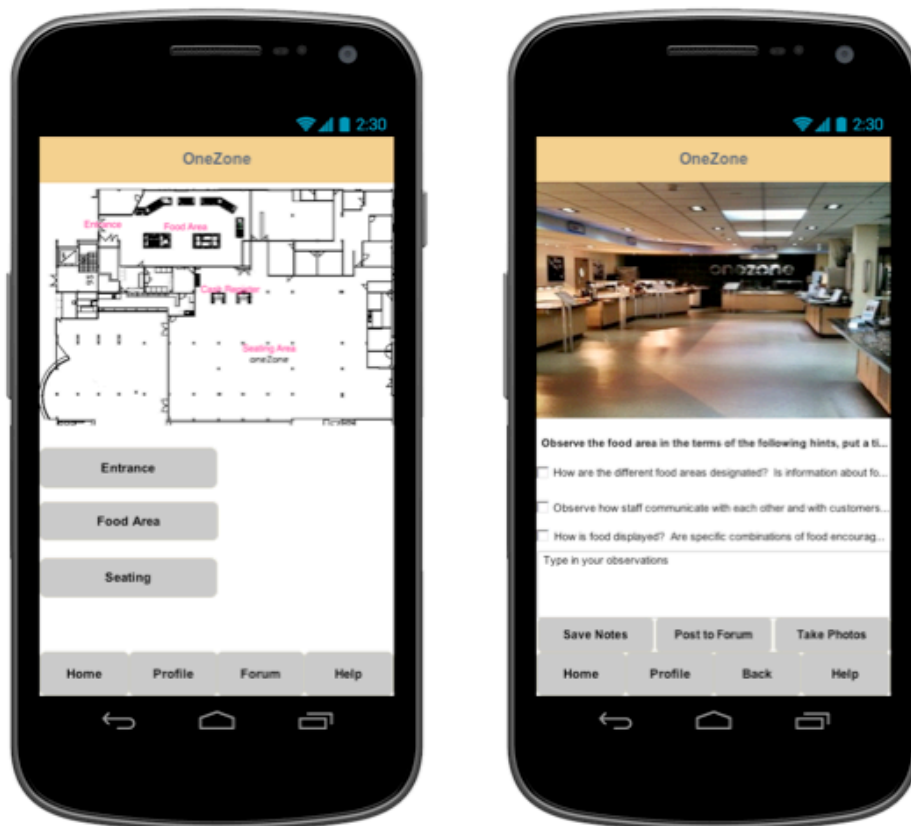 2:30
OneZone
Entrance
Food Area
Cash Register
Seating Area
oneZone
Entrance
Food Area
Seating
Home Profile Forum Help
2:30
OneZone
onezone
Observe the food area in the terms of the following hints, put a ti...
How are the different food areas designated? Is information about fo...
Observe how staff communicate with each other and with customers...
How is food displayed? Are specific combinations of food encourag...
Type in your observations
Save Notes Post to Forum Take Photos
Home Profile Back Help